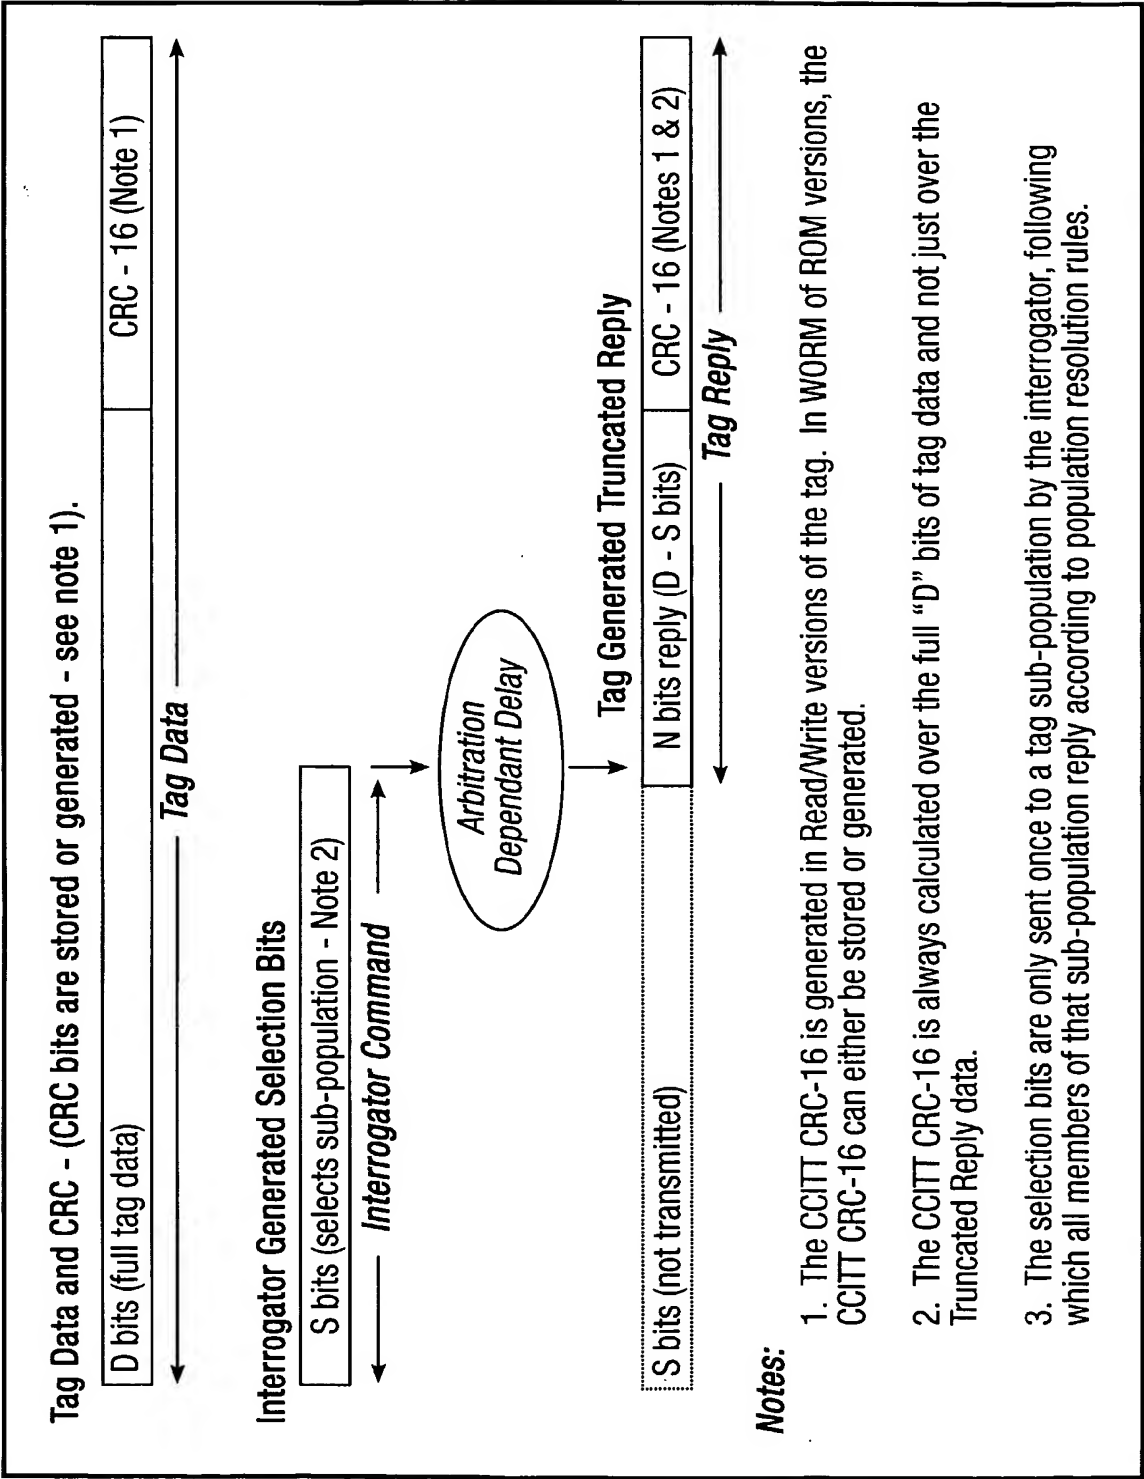 Tag Data and CRC - (CRC bits are stored or generated - see note 1).
D bits (full tag data)
CRC - 16 (Note 1)
Tag Data
Interrogator Generated Selection Bits
S bits (selects sub-population - Note 2)
Interrogator Command
Arbitration
Dependant Delay
Tag Generated Truncated Reply
S bits (not transmitted)
N bits reply (D - S bits)
CRC - 16 (Notes 1 & 2)
Tag Reply
Notes:
1. The CCITT CRC-16 is generated in Read/Write versions of the tag. In WORM of ROM versions, the
CCITT CRC-16 can either be stored or generated.
2. The CCITT CRC-16 is always calculated over the full “D” bits of tag data and not just over the
Truncated Reply data.
3. The selection bits are only sent once to a tag sub-population by the interrogator, following
which all members of that sub-population reply according to population resolution rules.